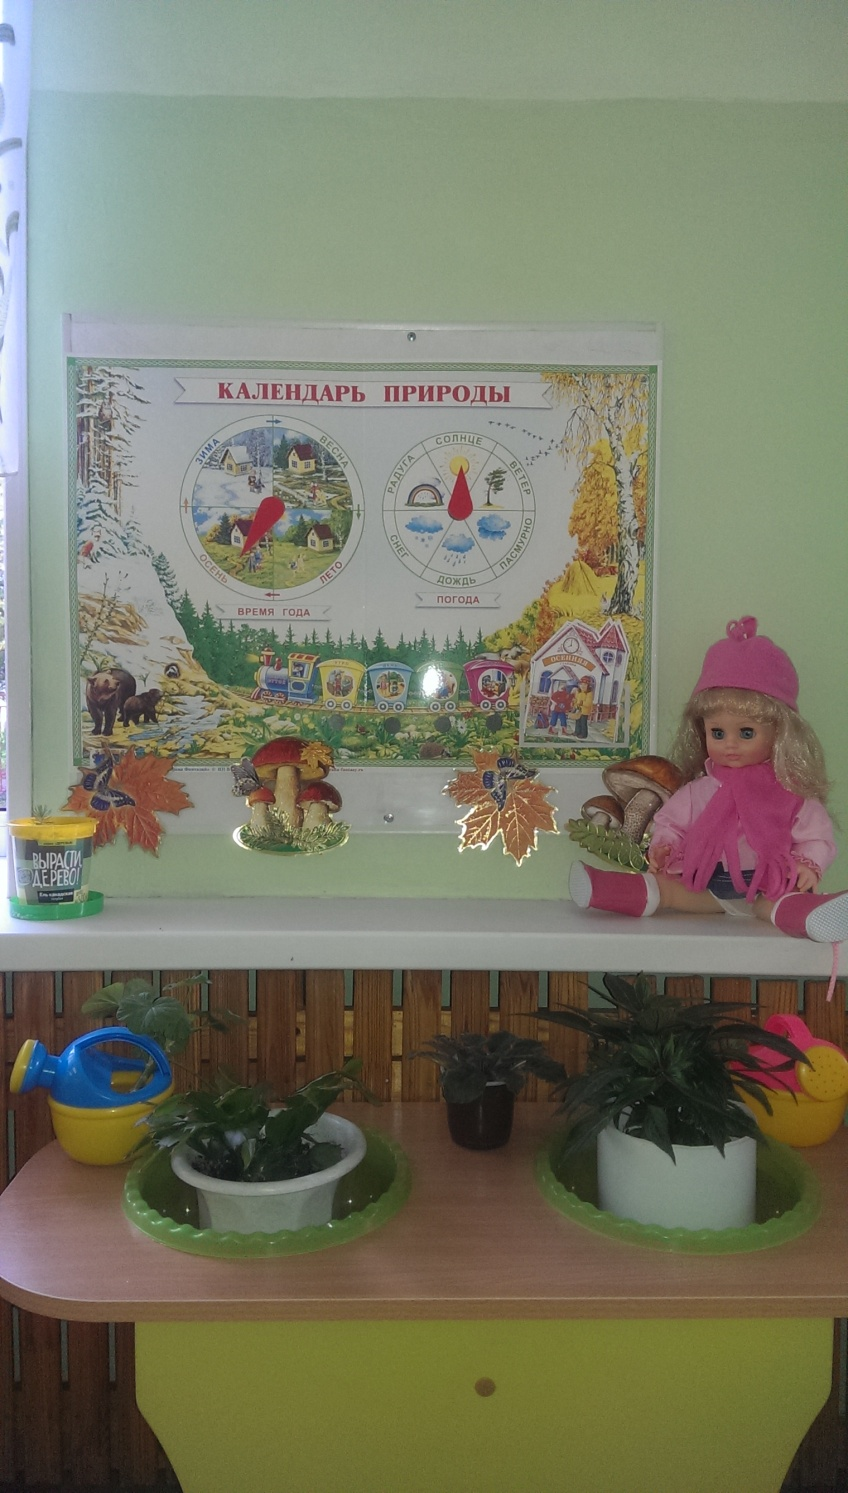 КАЛЕНДАРЬ ПРИРОДЫ
ЗИМА
ВЕСНА
ОСЕНЬ
ЛЕТО
ВРЕМЯ ГОДА
СОЛНЦЕ
РАДУГА
ВЕТЕР
СНЕГ
ПАСМУРНО
ДОЖДЬ
ПОГОДА
ВЫРАСТИ
ДЕРЕВО!